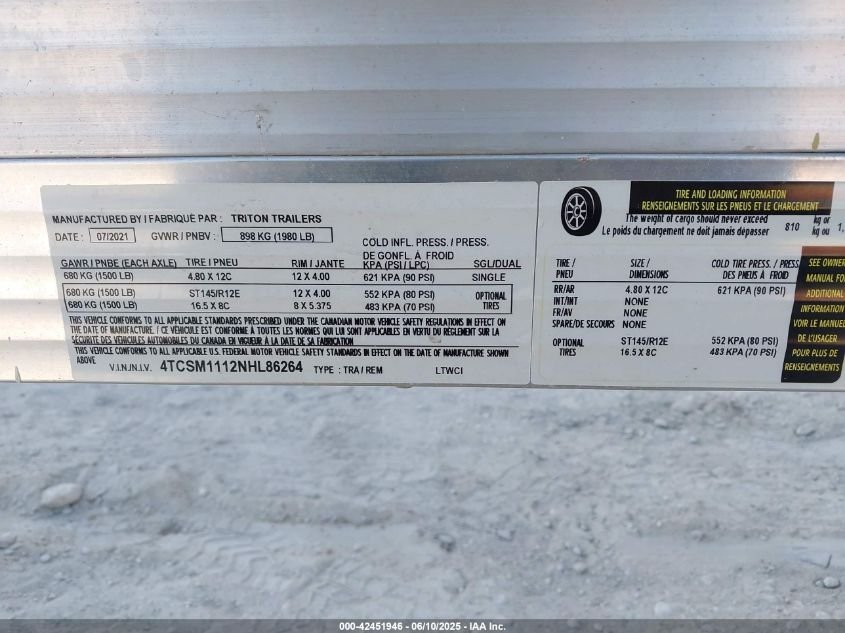 MANUFACTURED BY / FABRIQUÉ PAR : TRITON TRAILERS
DATE : 07/2021 GVWR / PNBV : 898 KG (1980 LB)
COLD INFL. PRESS. / PRESS.
DE GONFL. À FROID
GAWR / PNBE (EACH AXLE) TIRE / PNEU RIM / JANTE KPA (PSI / LPC) SGL/DUAL
680 KG (1500 LB) 4.80 X 12C 12 X 4.00 621 KPA (90 PSI) SINGLE
680 KG (1500 LB) ST145/R12E 12 X 4.00 552 KPA (80 PSI) OPTIONAL
680 KG (1500 LB) 16.5 X 8C 8 X 5.375 483 KPA (70 PSI) TIRES
THIS VEHICLE CONFORMS TO ALL APPLICABLE STANDARDS PRESCRIBED UNDER THE CANADIAN MOTOR VEHICLE SAFETY REGULATIONS IN EFFECT ON
THE DATE OF MANUFACTURE. / CE VÉHICULE EST CONFORME À TOUTES LES NORMES QUI LUI SONT APPLICABLES EN VERTU DU RÈGLEMENT SUR LA
SÉCURITÉ DES VÉHICULES AUTOMOBILES DU CANADA EN VIGUEUR À LA DATE DE SA FABRICATION
THIS VEHICLE CONFORMS TO ALL APPLICABLE U.S. FEDERAL VEHICLE SAFETY STANDARDS IN EFFECT ON THE DATE OF MANUFACTURE SHOWN
ABOVE
V.I.N./N.I.V. 4TCSM1112NHL86264 TYPE : TRA / REM LTWCI
TIRE AND LOADING INFORMATION
RENSEIGNEMENTS SUR LES PNEUS ET LE CHARGEMENT
The weight of cargo should never exceed 810 kg or
Le poids du chargement ne doit jamais dépasser kg ou 1,
TIRE / SIZE / COLD TIRE PRESS. / PRESS
PNEU DIMENSIONS DES PNEUS À FROID
RR/AR 4.80 X 12C 621 KPA (90 PSI)
INT/INT NONE
FR/AV NONE
SPARE/DE SECOURS NONE
OPTIONAL ST145/R12E 552 KPA (80 PSI)
TIRES 16.5 X 8C 483 KPA (70 PSI)
SEE OWNER
MANUAL FOR
ADDITIONAL
INFORMATION
VOIR LE MANUEL
DE L'USAGER
POUR PLUS DE
RENSEIGNEMENTS
000-42451946 - 06/10/2025 - IAA Inc.